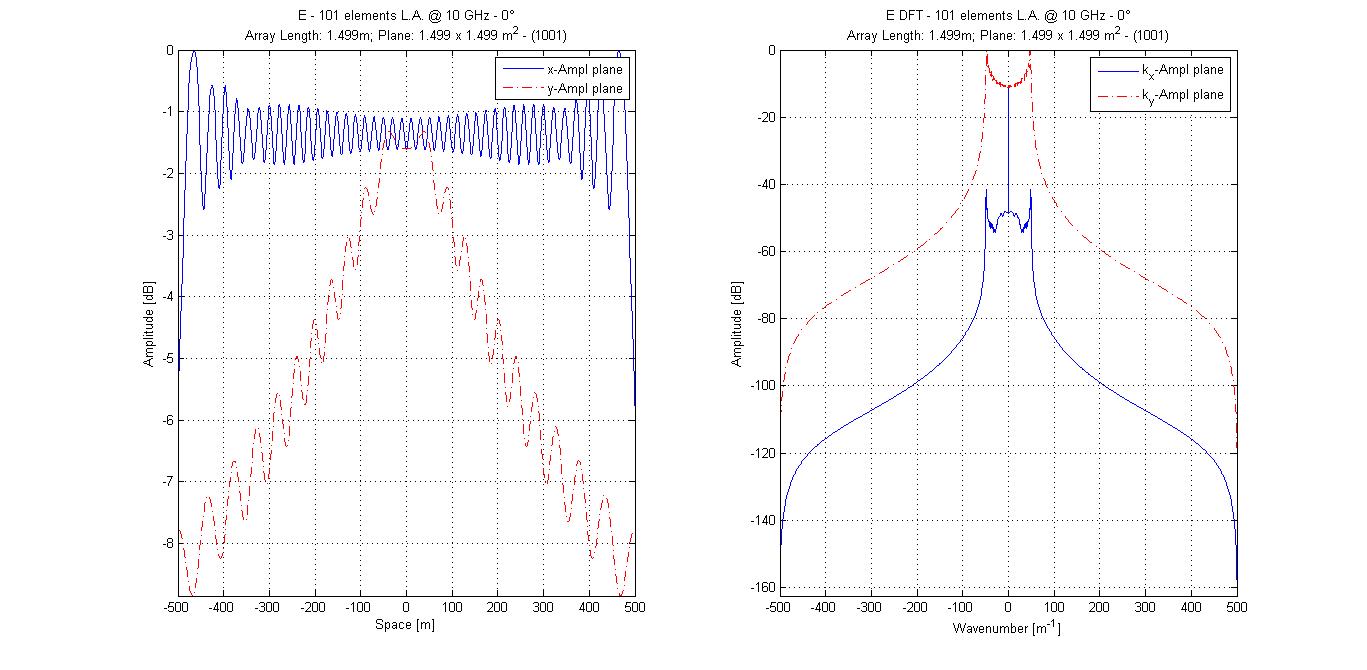 E - 101 elements L.A. @ 10 GHz - 0°
Array Length: 1.499m; Plane: 1.499 x 1.499 m² - (1001)
x-Ampl plane
y-Ampl plane
0
-1
-2
-3
-4
-5
-6
-7
-8
Amplitude [dB]
-500 -400 -300 -200 -100 0 100 200 300 400 500
Space [m]
E DFT - 101 elements L.A. @ 10 GHz - 0°
Array Length: 1.499m; Plane: 1.499 x 1.499 m² - (1001)
kₓ-Ampl plane
k_y-Ampl plane
0
-20
-40
-60
-80
-100
-120
-140
-160
Amplitude [dB]
-500 -400 -300 -200 -100 0 100 200 300 400 500
Wavenumber [m⁻¹]